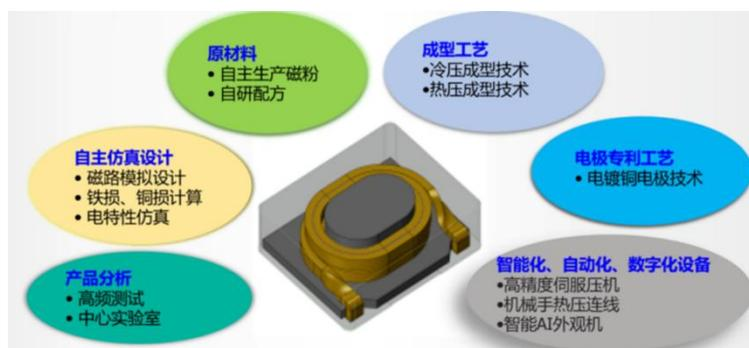 原材料
• 自主生产磁粉
• 自研配方
成型工艺
•冷压成型技术
•热压成型技术
自主仿真设计
• 磁路模拟设计
• 铁损、铜损计算
• 电特性仿真
电极专利工艺
• 电镀铜电极技术
产品分析
• 高频测试
• 中心实验室
智能化、自动化、数字化设备
•高精度伺服压机
•机械手热压连线
•智能AI外观机